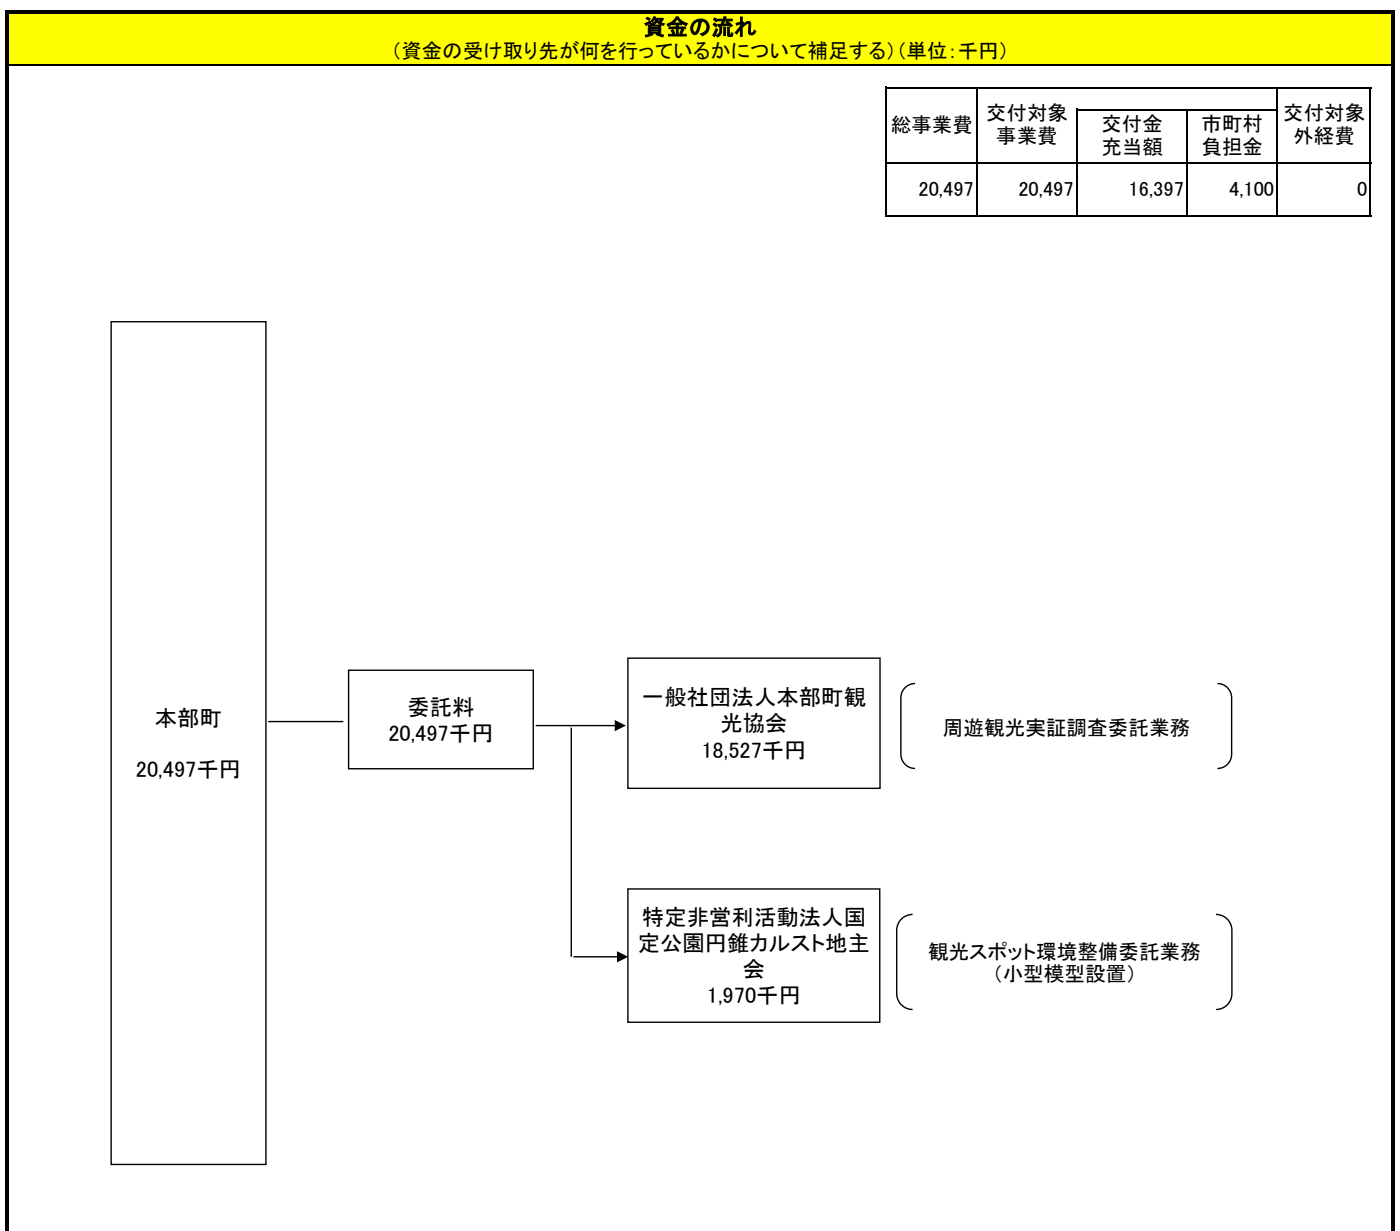 資金の流れ
（資金の受け取り先が何を行っているかについて補足する）（単位：千円）
総事業費
交付対象
事業費
交付金
充当額
市町村
負担金
交付対象
外経費
20,497
20,497
16,397
4,100
0
本部町
20,497千円
委託料
20,497千円
一般社団法人本部町観
光協会
18,527千円
周遊観光実証調査委託業務
特定非営利活動法人国
定公園円錐カルスト地主
会
1,970千円
観光スポット環境整備委託業務
（小型模型設置）